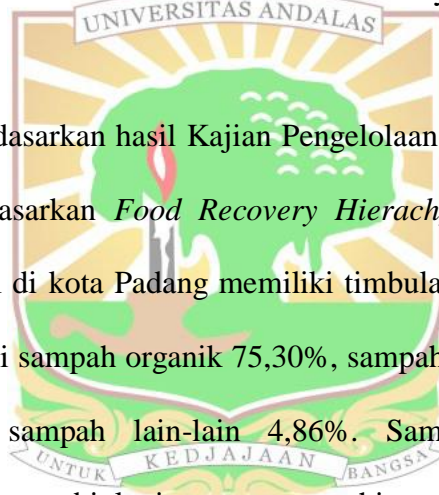 UNIVERSITAS ANDALAS
dasarkan hasil Kajian Pengelolaan
asarkan Food Recovery Hierach
di kota Padang memiliki timbula
i sampah organik 75,30%, sampah
sampah lain-lain 4,86%. Sam
UNTUK KEDJAJAAN BANGSA